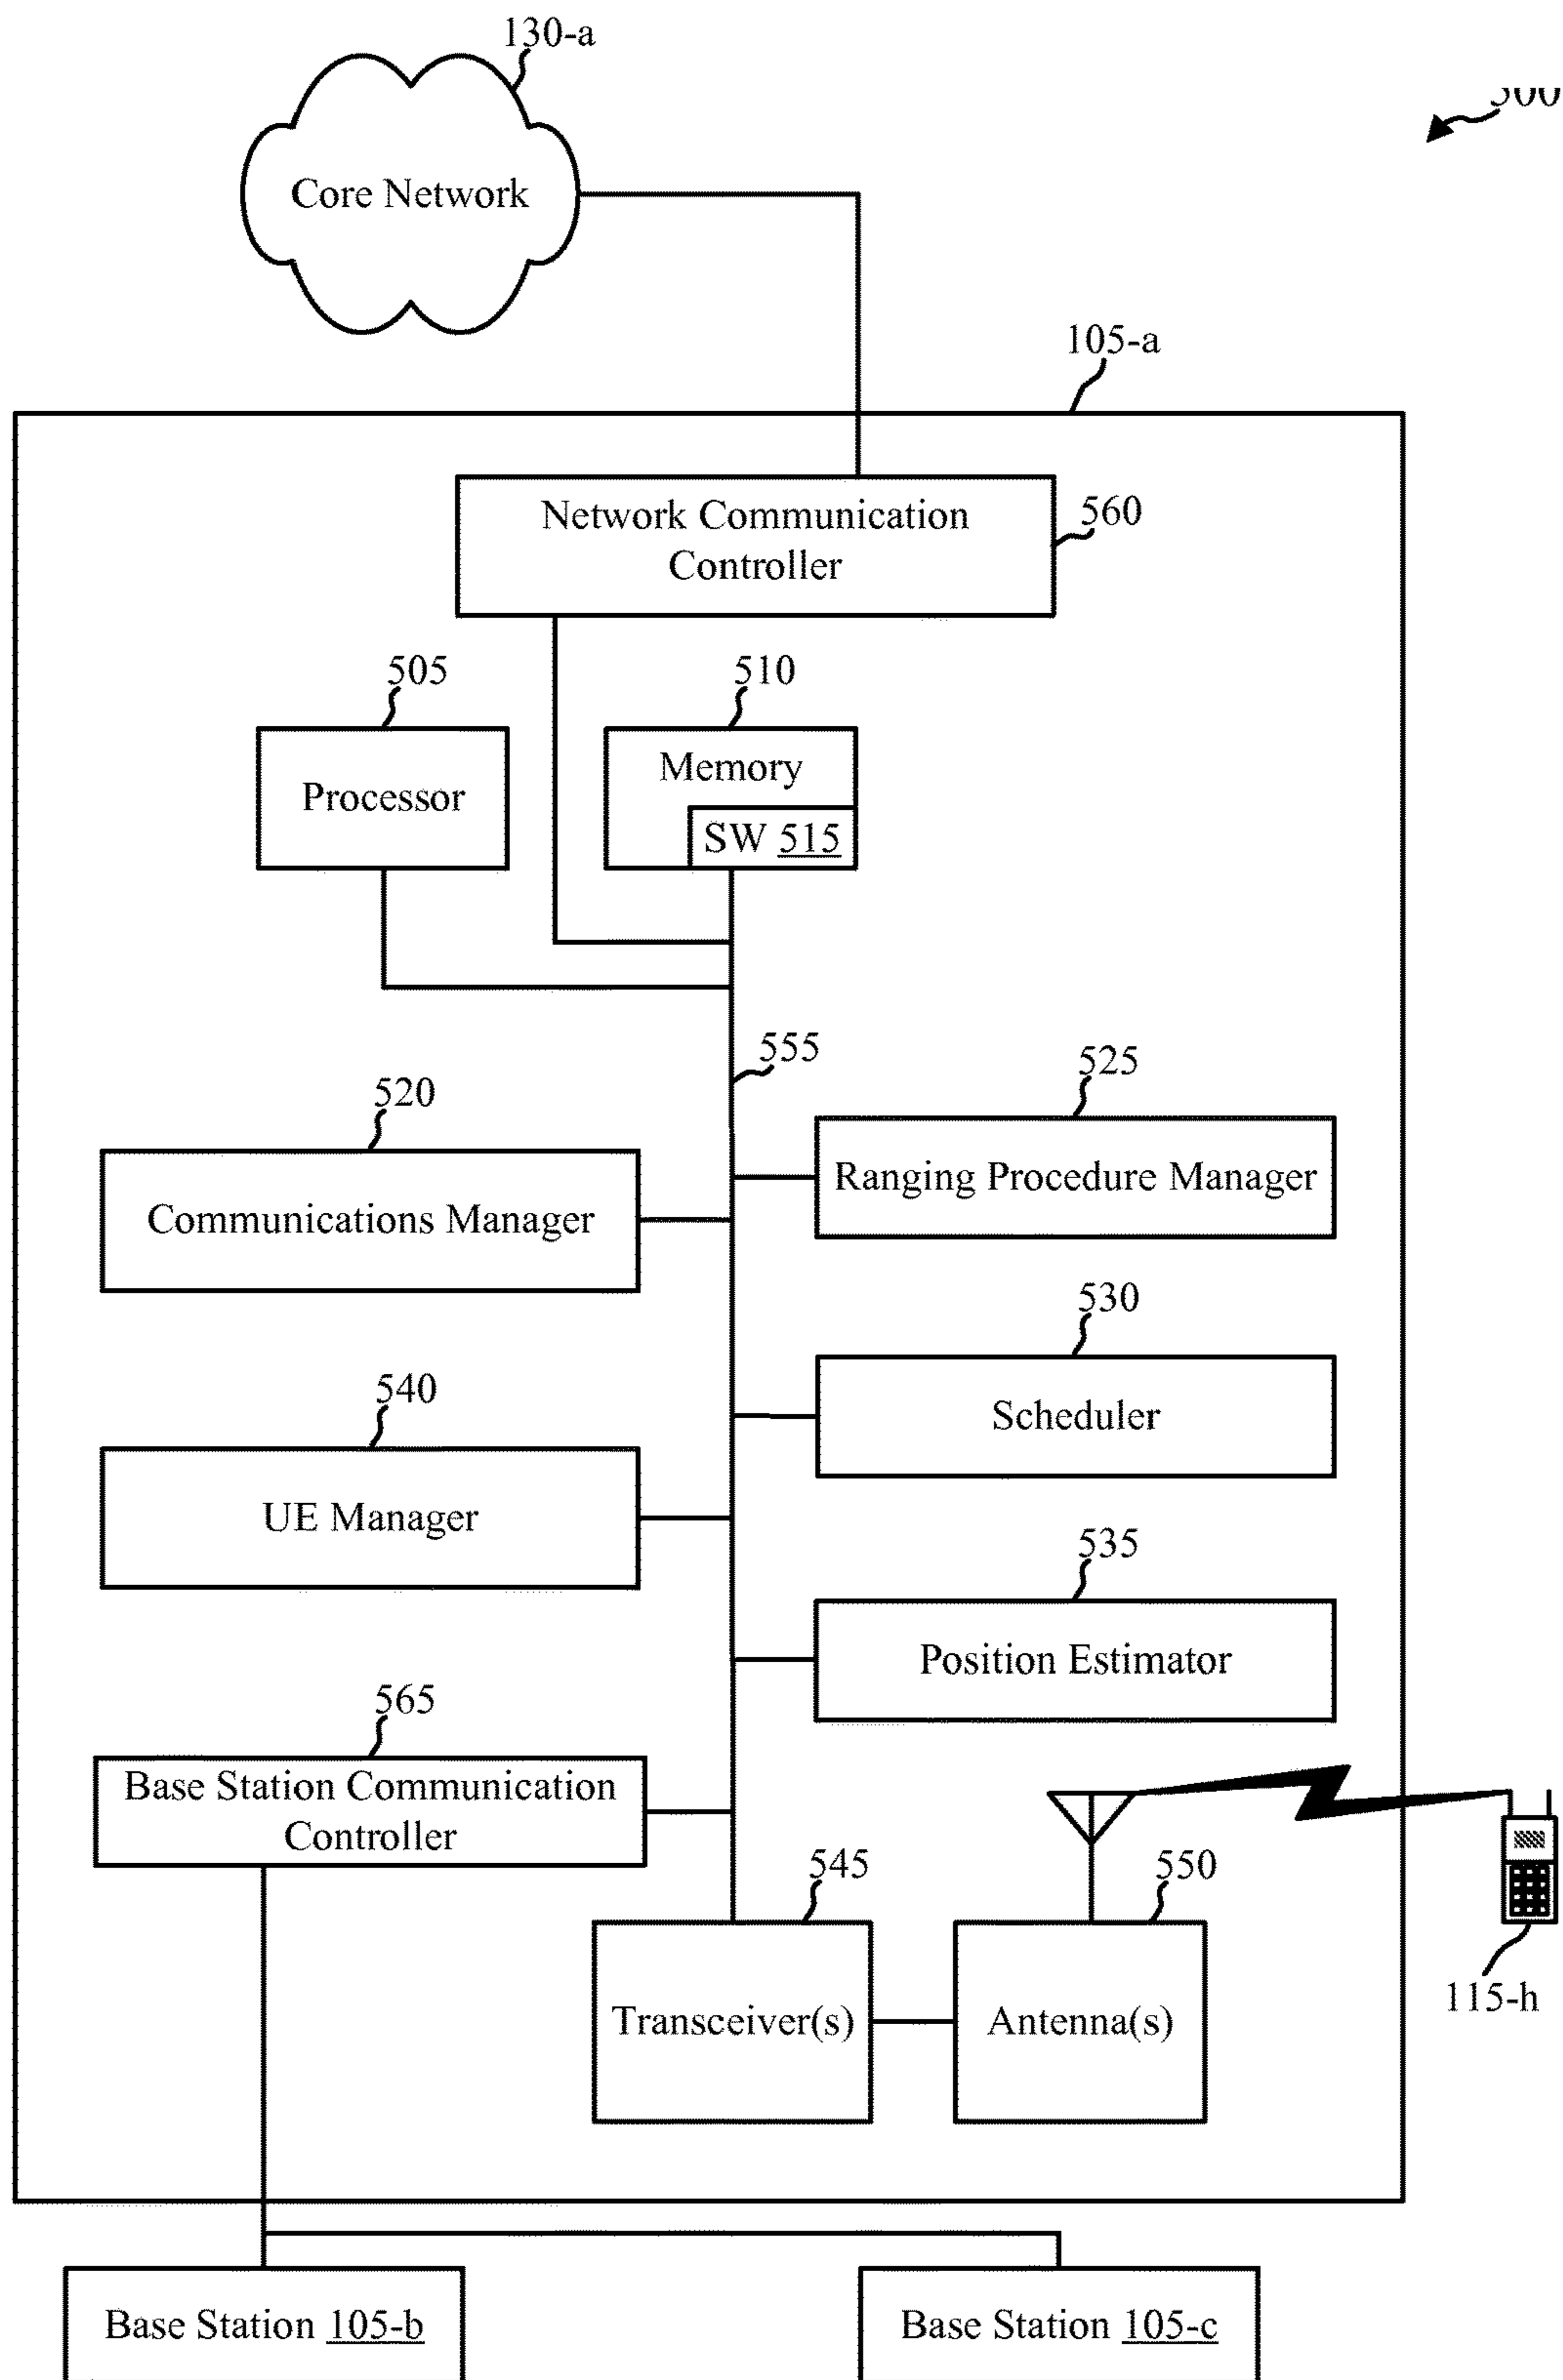 130-a
Core Network
105-a
Network Communication
Controller
560
505
510
Processor
Memory
SW 515
555
525
520
Ranging Procedure Manager
Communications Manager
530
540
Scheduler
UE Manager
535
Position Estimator
565
Base Station Communication
Controller
545
550
Transceiver(s)
Antenna(s)
115-h
Base Station 105-b
Base Station 105-c